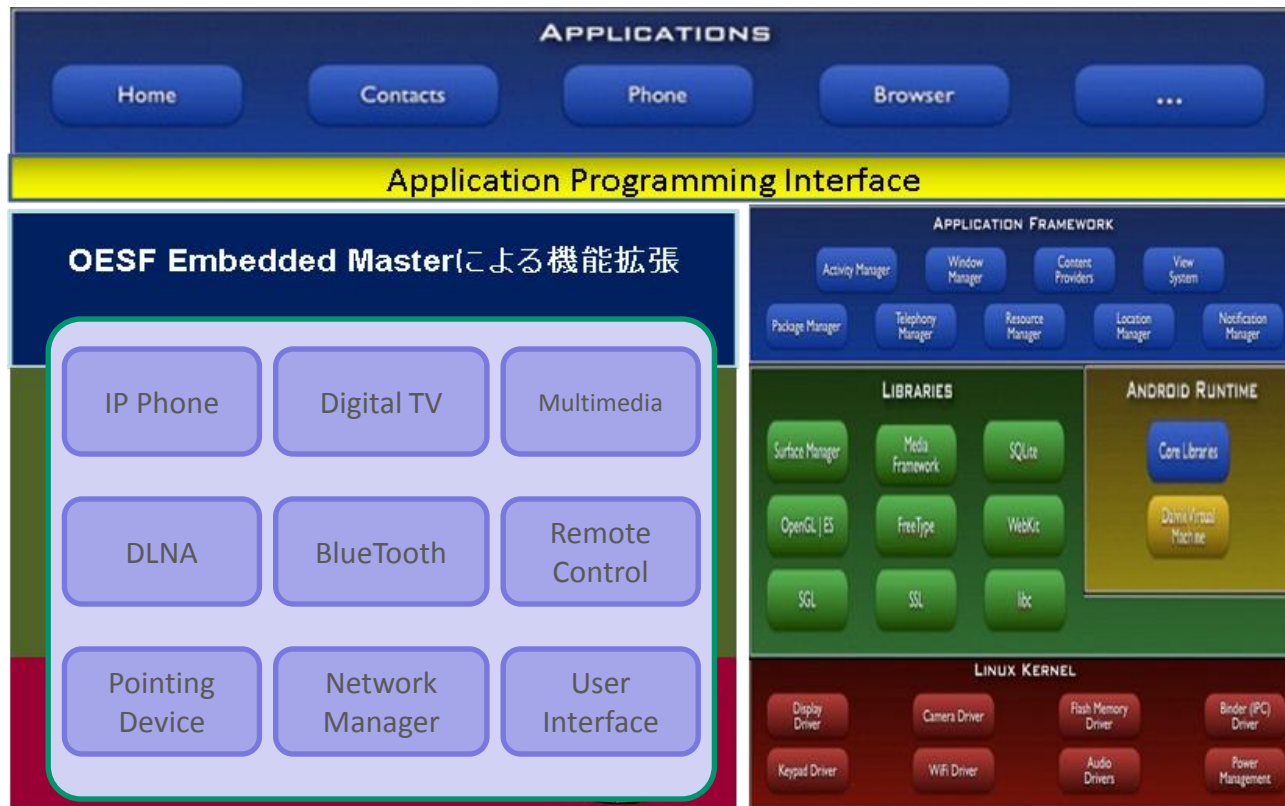 APPLICATIONS
Home
Contacts
Phone
Browser
...
Application Programming Interface
OESF Embedded Masterによる機能拡張
IP Phone
Digital TV
Multimedia
DLNA
BlueTooth
Remote
Control
Pointing
Device
Network
Manager
User
Interface
APPLICATION FRAMEWORK
Activity Manager
Window
Manager
Content
Providers
View
System
Package Manager
Telephony
Manager
Resource
Manager
Location
Manager
Notification
Manager
LIBRARIES
Surface Manager
Media
Framework
SQLite
OpenGL | ES
FreeType
WebKit
SGL
SSL
libc
ANDROID RUNTIME
Core Libraries
Dalvik Virtual
Machine
LINUX KERNEL
Display
Driver
Camera Driver
Flash Memory
Driver
Binder (IPC)
Driver
Keypad Driver
WiFi Driver
Audio
Drivers
Power
Management